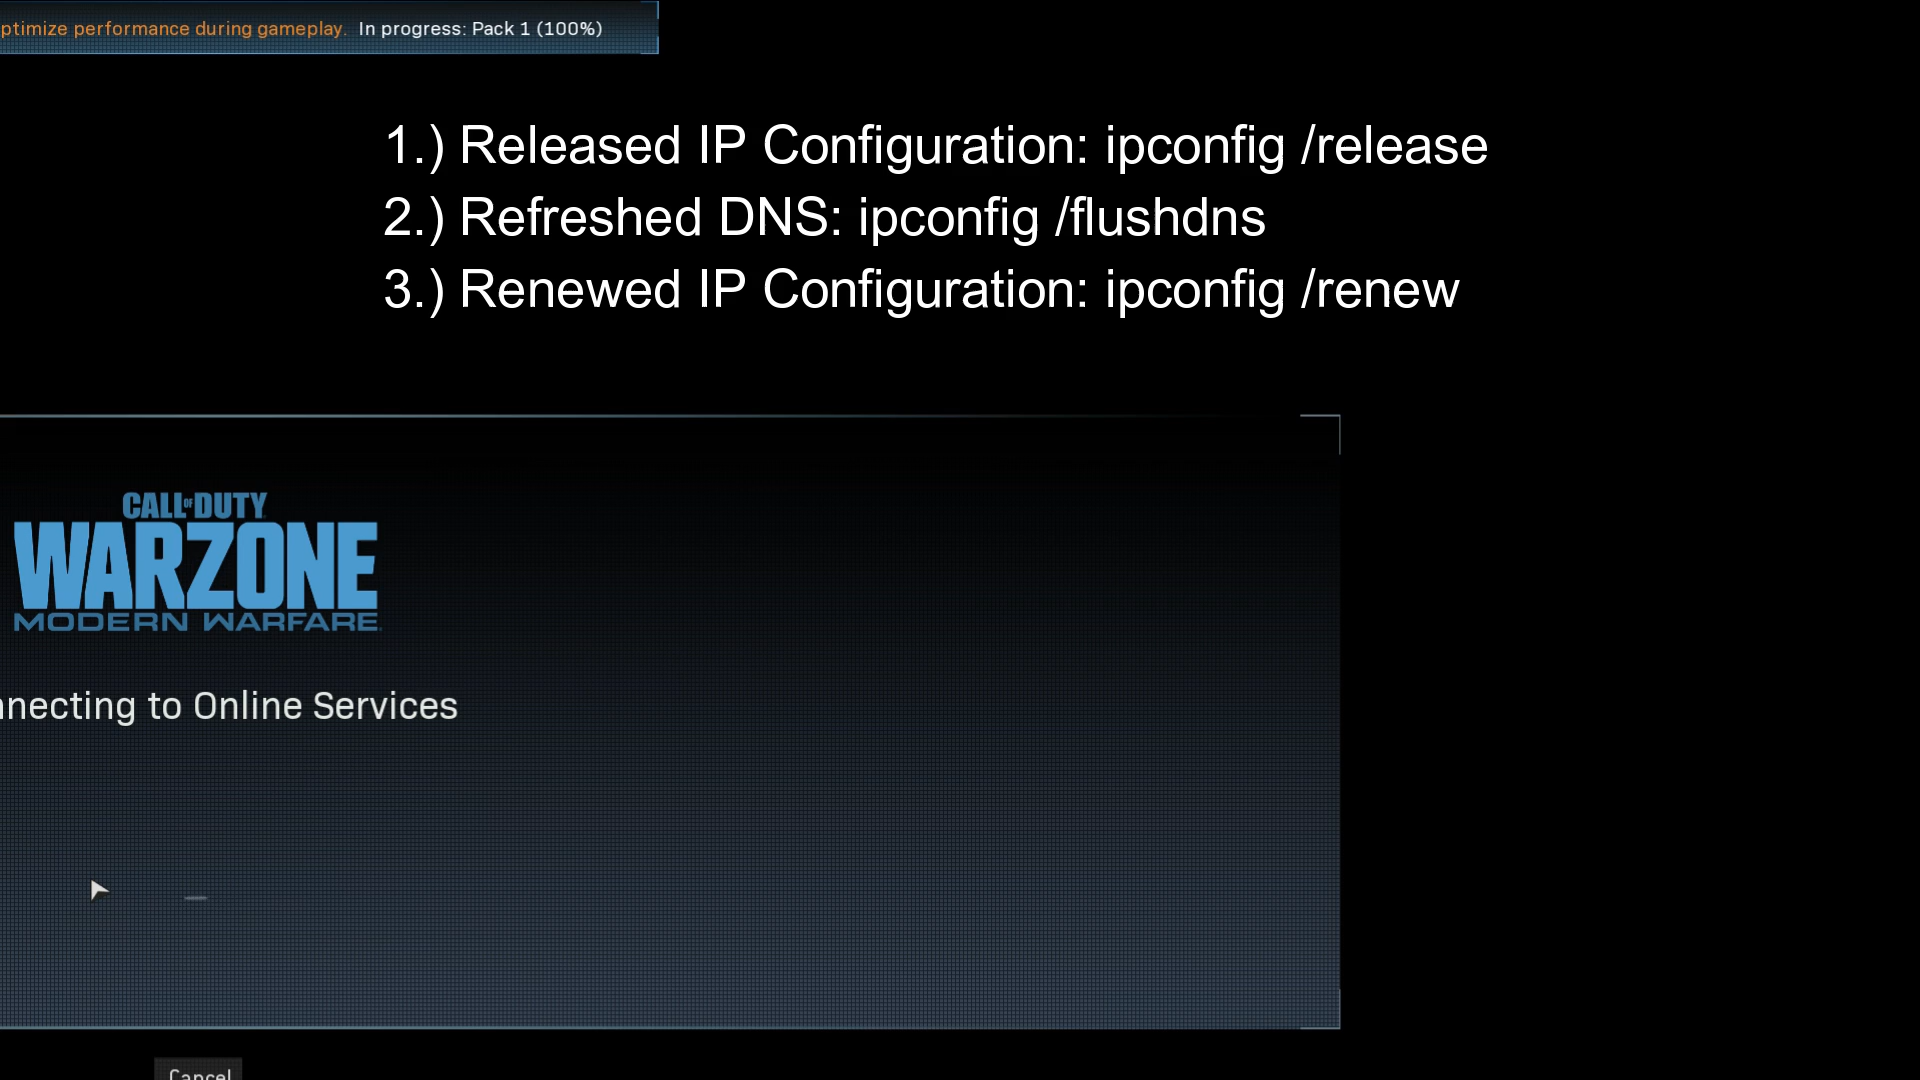 ptimize performance during gameplay. In progress: Pack 1 (100%)
1.) Released IP Configuration: ipconfig /release
2.) Refreshed DNS: ipconfig /flushdns
3.) Renewed IP Configuration: ipconfig /renew
CALL OF DUTY
WARZONE
MODERN WARFARE
nnecting to Online Services
Cancel